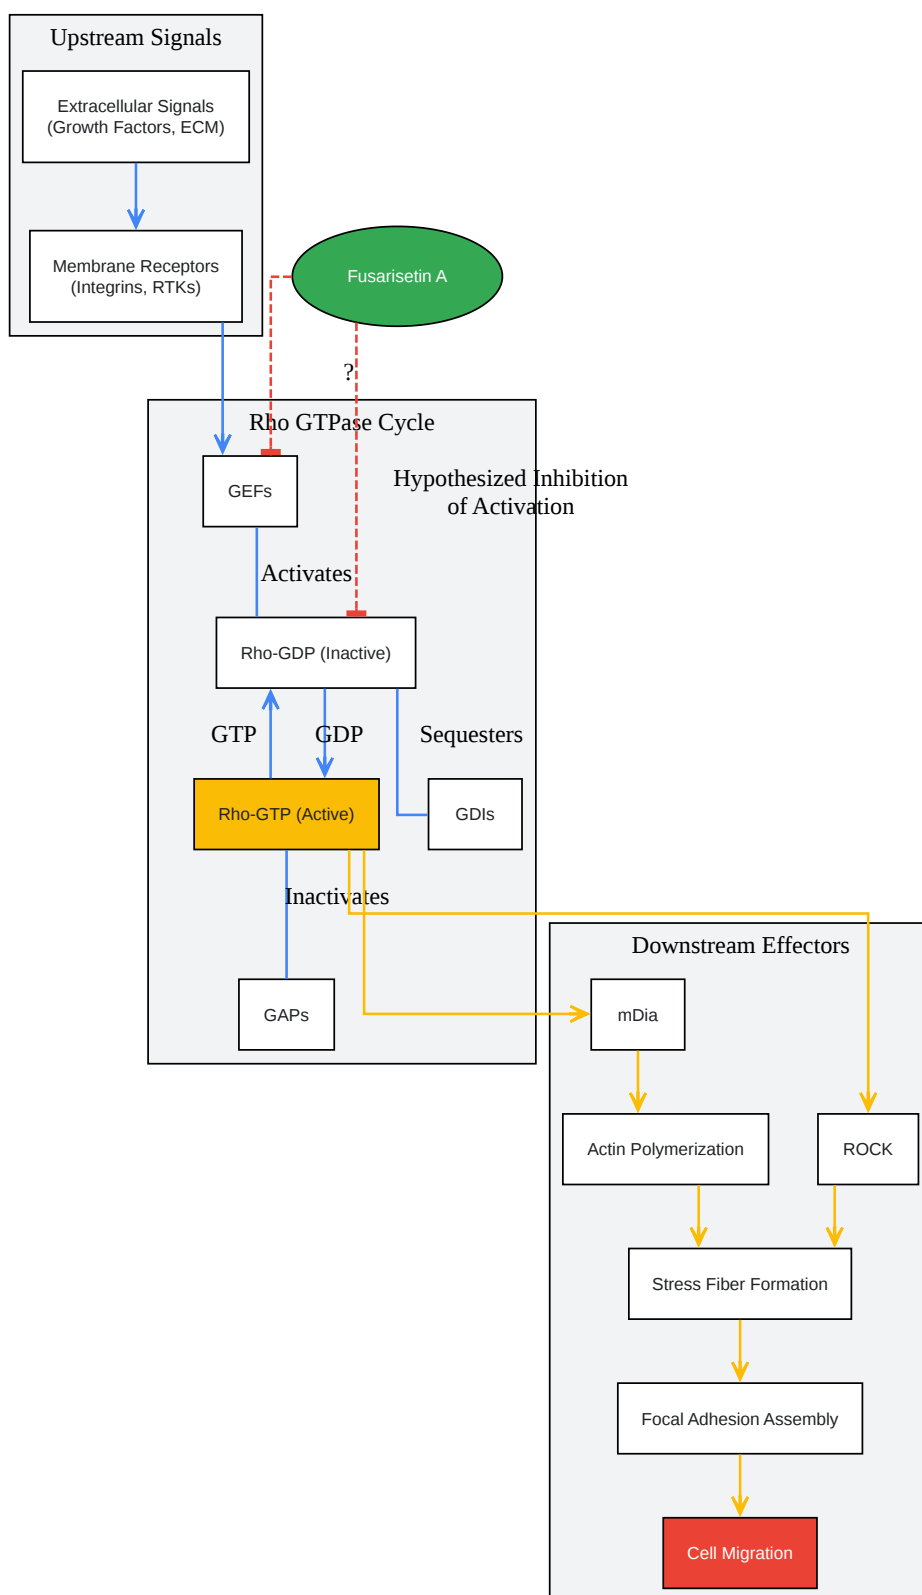 Upstream Signals
Extracellular Signals
(Growth Factors, ECM)
Membrane Receptors
(Integrins, RTKs)
Fusarisetin A
?
Rho GTPase Cycle
Hypothesized Inhibition
of Activation
GEFs
Activates
Rho-GDP (Inactive)
GTP
GDP
Sequesters
Rho-GTP (Active)
GDIs
Inactivates
GAPs
Downstream Effectors
mDia
Actin Polymerization
ROCK
Stress Fiber Formation
Focal Adhesion Assembly
Cell Migration